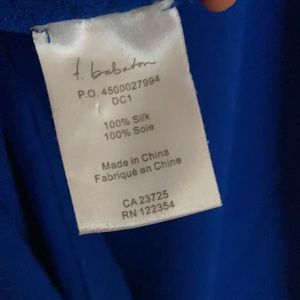 t. babaton
P.O. 4500027994
DC1
100% Silk
100% Soie
Made in China
Fabriqué en Chine
CA 23725
RN 122354